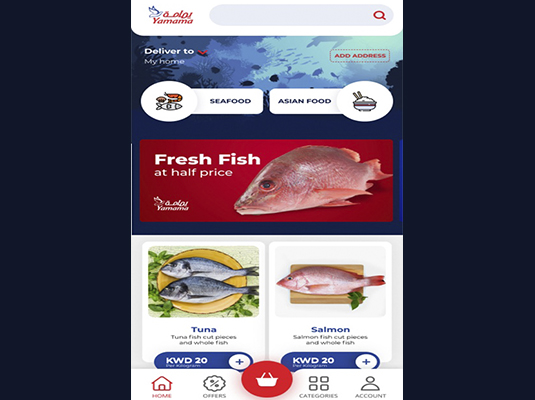 يمامة
Yamama
Deliver to
My home
ADD ADDRESS
SEAFOOD
ASIAN FOOD
Fresh Fish
at half price
يمامة
Yamama
Tuna
Tuna fish cut pieces
and whole fish
KWD 20
Per Kilogram
+
Salmon
Salmon fish cut pieces
and whole fish
KWD 20
Per Kilogram
+
HOME
OFFERS
CATEGORIES
ACCOUNT